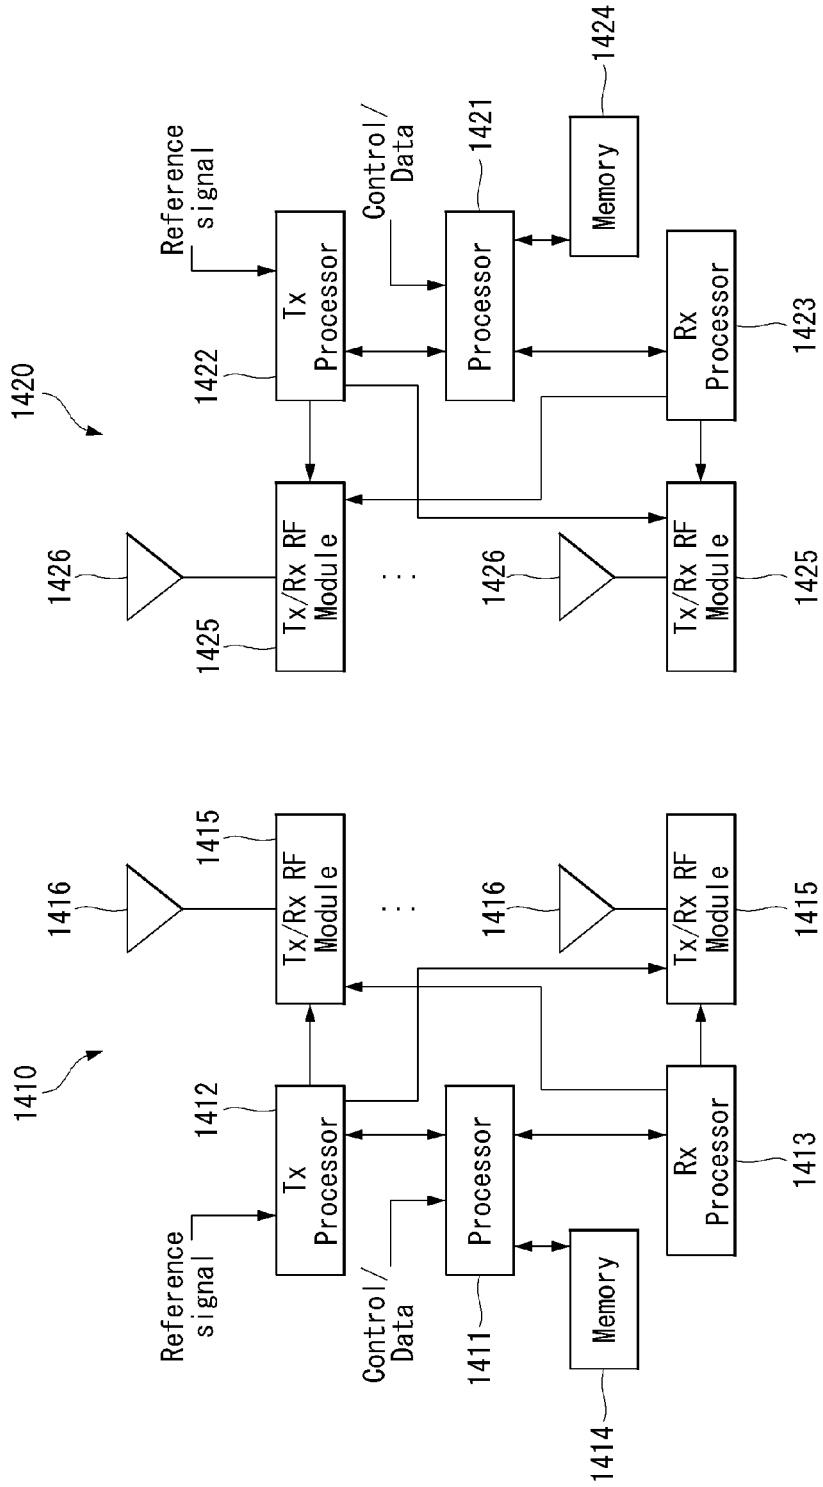 1410
1420
Reference
signal
Reference
signal
1412
Tx
Processor
1415
Tx/Rx RF
Module
1416
1425
Tx/Rx RF
Module
1426
1422
Tx
Processor
Control/
Data
Control/
Data
1411
Processor
1421
Processor
...
...
1414
Memory
1424
Memory
1416
1426
Rx
Processor
1413
Tx/Rx RF
Module
1415
Tx/Rx RF
Module
1425
Rx
Processor
1423